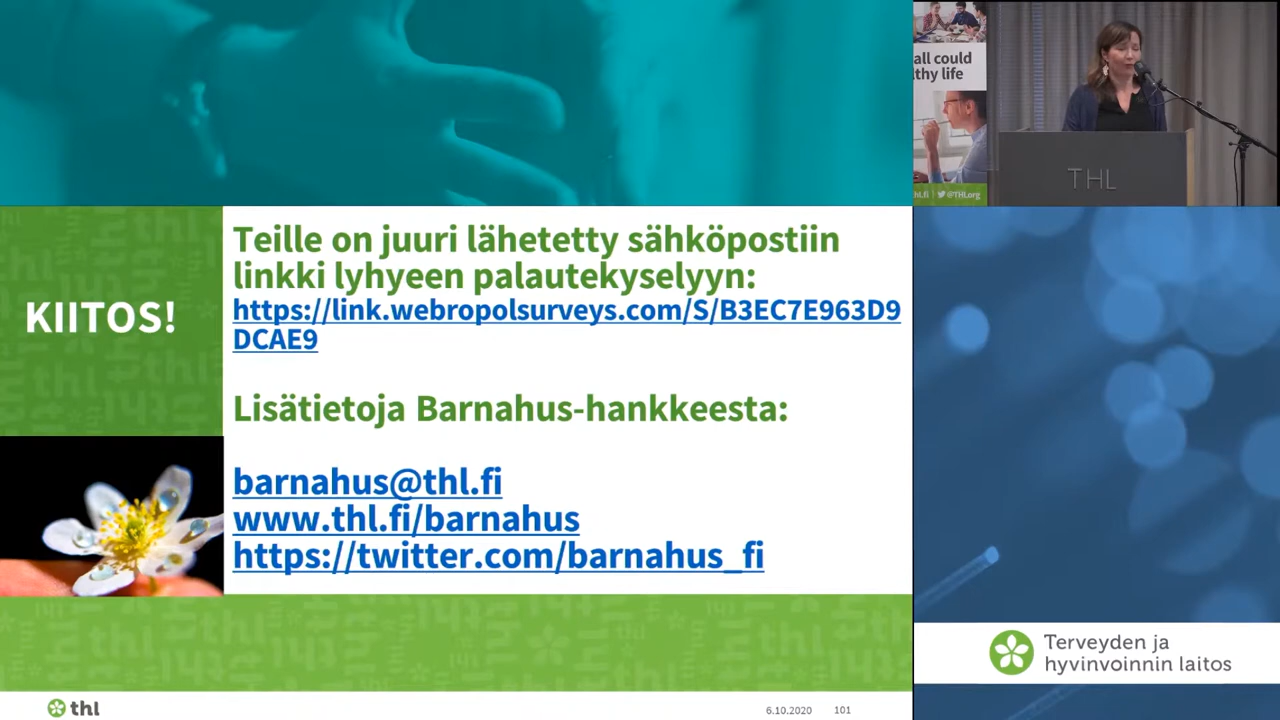 KIITOS!
Teille on juuri lähetetty sähköpostiin
linkki lyhyeen palautekyselyyn:
https://link.webropolsurveys.com/S/B3EC7E963D9
DCAE9
Lisätietoja Barnahus-hankkeesta:
barnahus@thl.fi
www.thl.fi/barnahus
https://twitter.com/barnahus_fi
thl
6.10.2020
101
all could
lthy life
THL
@THLorg
Terveyden ja
hyvinvoinnin laitos